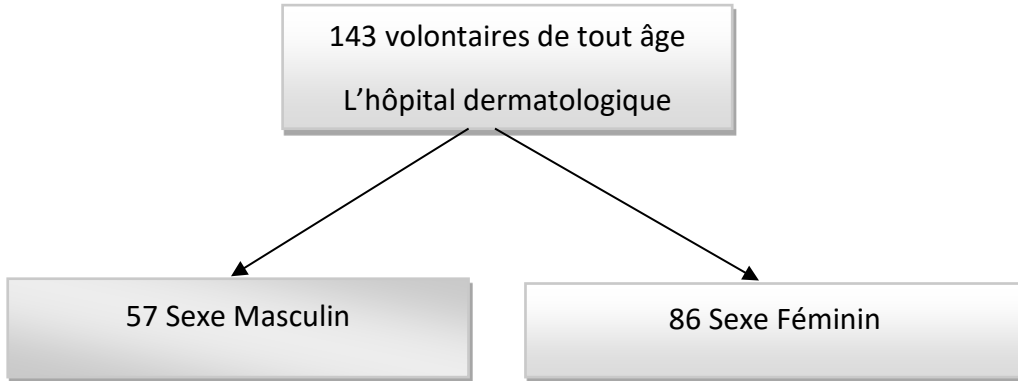 143 volontaires de tout âge
L’hôpital dermatologique
57 Sexe Masculin
86 Sexe Féminin